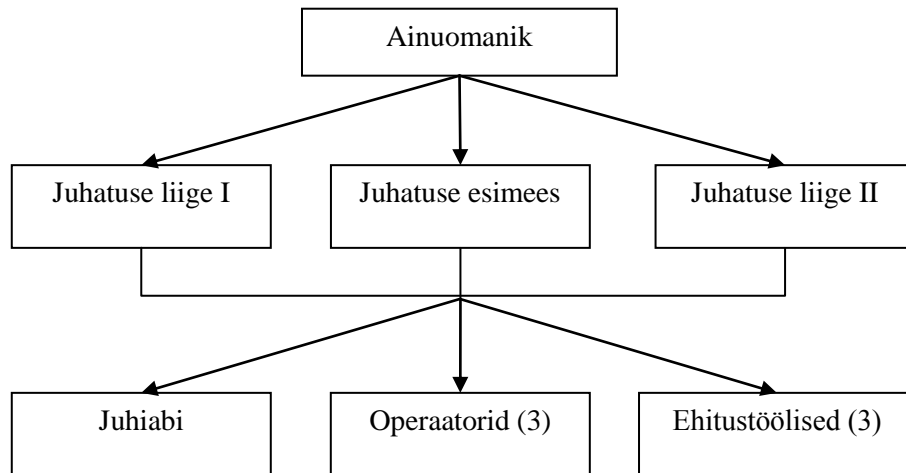 Ainuomanik
Juhatuse liige I
Juhatuse esimees
Juhatuse liige II
Juhiabi
Operaatorid (3)
Ehitustöölised (3)